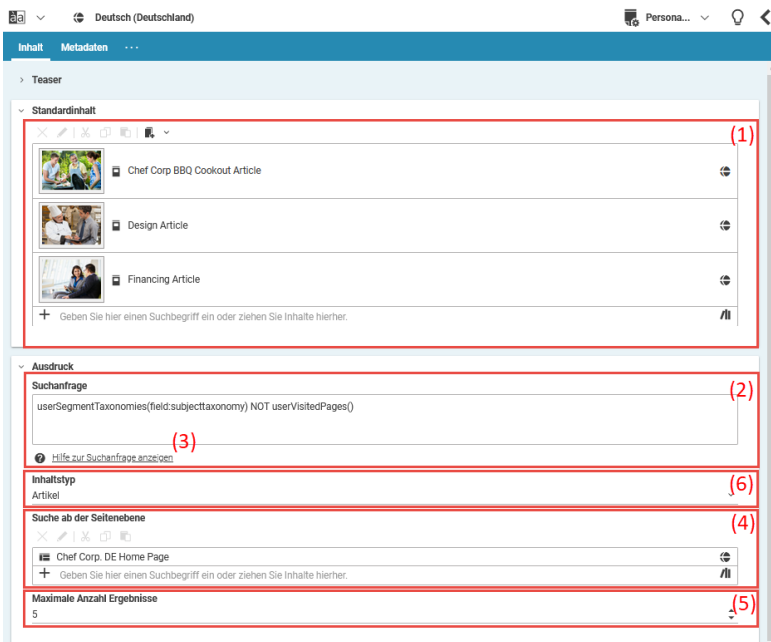 Deutsch (Deutschland) Persona...
Inhalt Metadaten ...
Teaser
Standardinhalt
(1)
Chef Corp BBQ Cookout Article
Design Article
Financing Article
Geben Sie hier einen Suchbegriff ein oder ziehen Sie Inhalte hierher.
Ausdruck
Suchanfrage
(2)
userSegmentTaxonomies(field:subjecttaxonomy) NOT userVisitedPages()
(3)
Hilfe zur Suchanfrage anzeigen
Inhaltstyp
(6)
Artikel
Suche ab der Seitenebene
(4)
Chef Corp. DE Home Page
Geben Sie hier einen Suchbegriff ein oder ziehen Sie Inhalte hierher.
Maximale Anzahl Ergebnisse
(5)
5